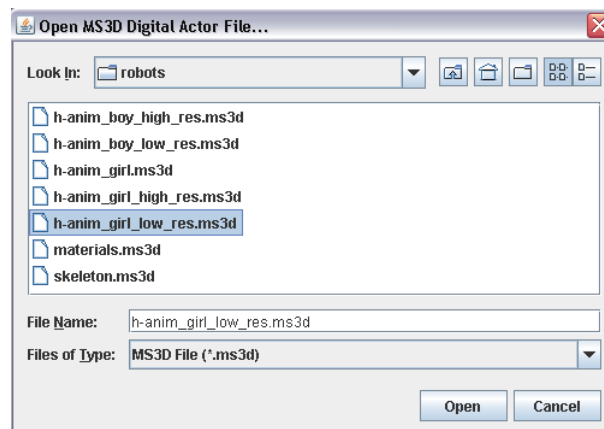 Open MS3D Digital Actor File...
Look In: robots
h-anim_boy_high_res.ms3d
h-anim_boy_low_res.ms3d
h-anim_girl.ms3d
h-anim_girl_high_res.ms3d
h-anim_girl_low_res.ms3d
materials.ms3d
skeleton.ms3d
File Name: h-anim_girl_low_res.ms3d
Files of Type: MS3D File (*.ms3d)
Open Cancel